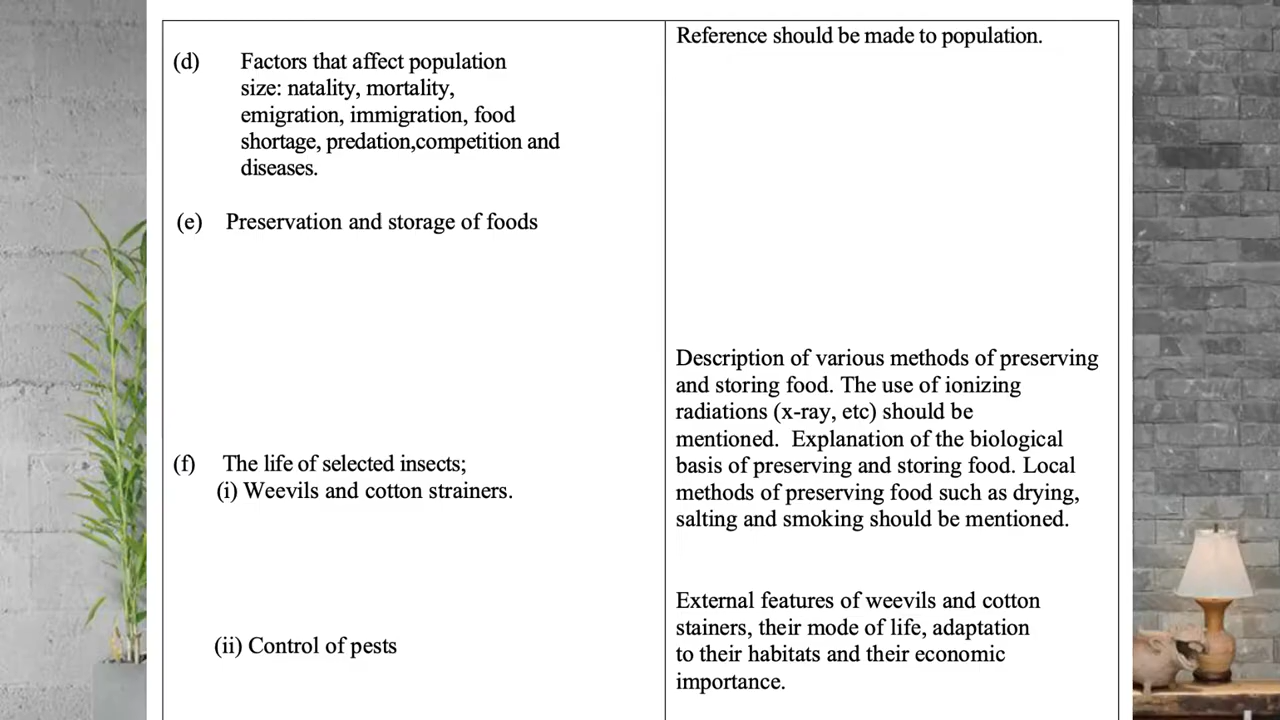 Reference should be made to population.
(d) Factors that affect population
size: natality, mortality,
emigration, immigration, food
shortage, predation,competition and
diseases.
(e) Preservation and storage of foods
Description of various methods of preserving
and storing food. The use of ionizing
radiations (x-ray, etc) should be
mentioned.  Explanation of the biological
basis of preserving and storing food. Local
methods of preserving food such as drying,
salting and smoking should be mentioned.
(f) The life of selected insects;
(i) Weevils and cotton strainers.
External features of weevils and cotton
stainers, their mode of life, adaptation
to their habitats and their economic
importance.
(ii) Control of pests